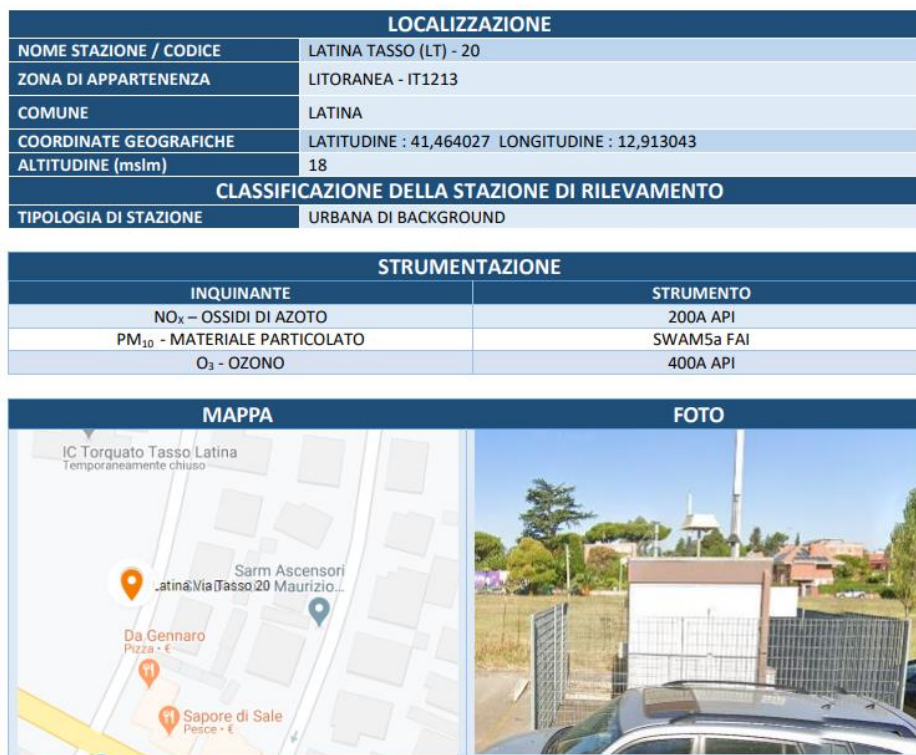 LOCALIZZAZIONE
NOME STAZIONE / CODICE LATINA TASSO (LT) - 20
ZONA DI APPARTENENZA LITORANEA - IT1213
COMUNE LATINA
COORDINATE GEOGRAFICHE LATITUDINE : 41,464027 LONGITUDINE : 12,913043
ALTITUDINE (mslm) 18
CLASSIFICAZIONE DELLA STAZIONE DI RILEVAMENTO
TIPOLOGIA DI STAZIONE URBANA DI BACKGROUND
STRUMENTAZIONE
INQUINANTE STRUMENTO
NOX – OSSIDI DI AZOTO 200A API
PM10 - MATERIALE PARTICOLATO SWAM5a FAI
O3 - OZONO 400A API
MAPPA FOTO
IC Torquato Tasso Latina
Temporaneamente chiuso
Sarm Ascensori
Via Tasso 20 Maurizio...
Da Gennaro
Pizza • €
Sapore di Sale
Pesce • €